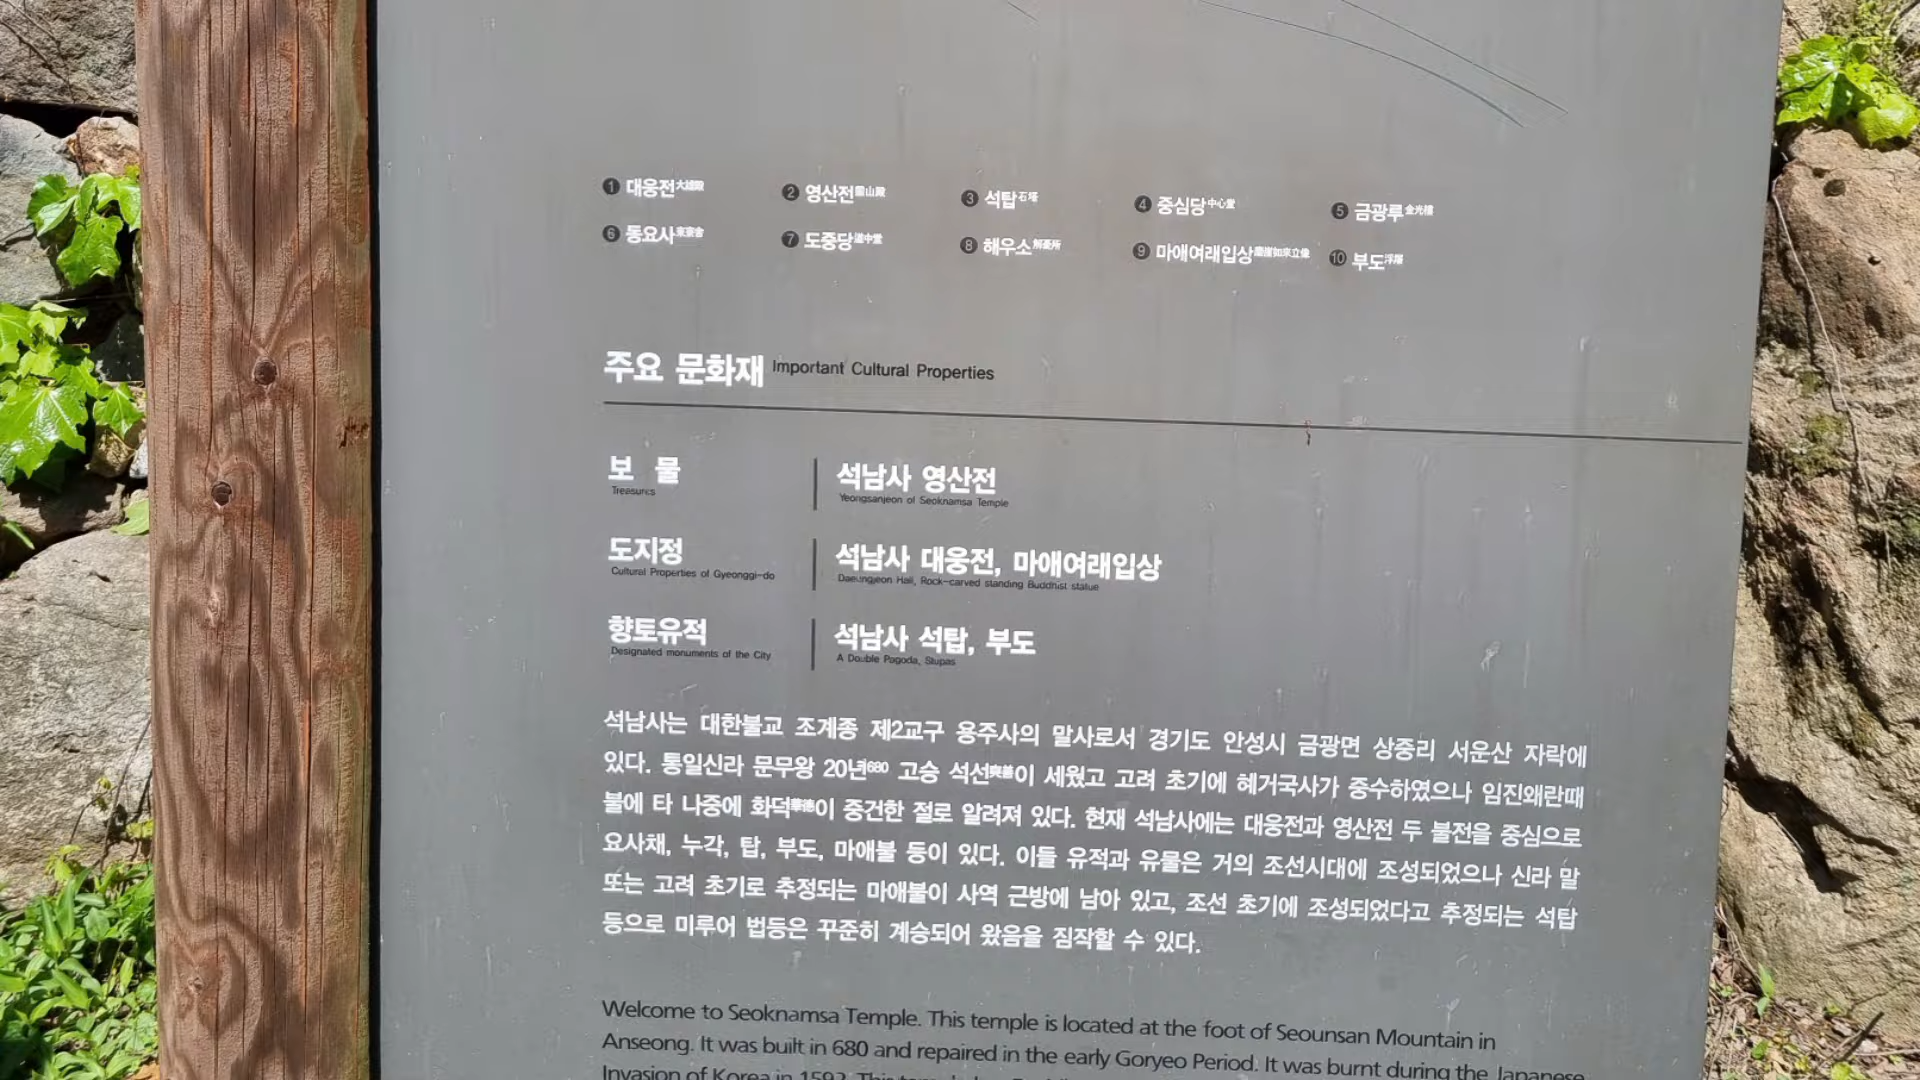 1 대웅전大雄殿 2 영산전靈山殿 3 석탑石塔 4 중심당中心堂 5 금광루金光樓
6 동요사東寮舍 7 도중당道中堂 8 해우소解憂所 9 마애여래입상磨崖如來立像 10 부도浮屠
주요 문화재 Important Cultural Properties
보 물 석남사 영산전
Treasures Yeongsanjeon of Seoknamsa Temple
도지정 석남사 대웅전, 마애여래입상
Cultural Properties of Gyeonggi-do Daeungjeon Hall, Rock-carved standing Buddhist statue
향토유적 석남사 석탑, 부도
Designated monuments of the City A Double Pagoda, Stupas
석남사는 대한불교 조계종 제2교구 용주사의 말사로서 경기도 안성시 금광면 상중리 서운산 자락에
있다. 통일신라 문무왕 20년680 고승 석선奭善이 세웠고 고려 초기에 혜거국사가 중수하였으나 임진왜란때
불에 타 나중에 화덕華德이 중건한 절로 알려져 있다. 현재 석남사에는 대웅전과 영산전 두 불전을 중심으로
요사채, 누각, 탑, 부도, 마애불 등이 있다. 이들 유적과 유물은 거의 조선시대에 조성되었으나 신라 말
또는 고려 초기로 추정되는 마애불이 사역 근방에 남아 있고, 조선 초기에 조성되었다고 추정되는 석탑
등으로 미루어 법등은 꾸준히 계승되어 왔음을 짐작할 수 있다.
Welcome to Seoknamsa Temple. This temple is located at the foot of Seounsan Mountain in
Anseong. It was built in 680 and repaired in the early Goryeo Period. It was burnt during the Japanese
Invasion of Korea in 1592. This